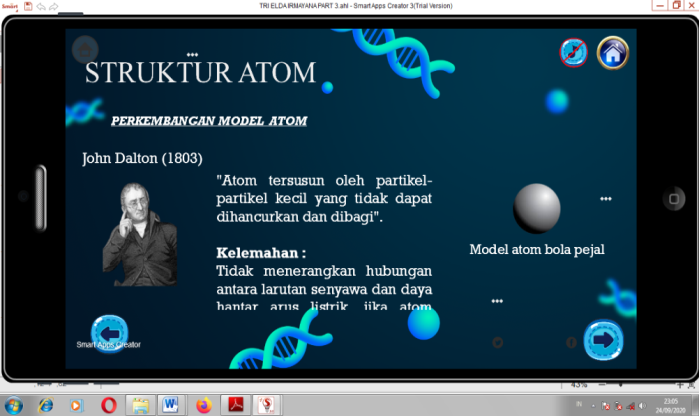 TRI ELDA IRMAYANA PART 3.ahl - Smart Apps Creator 3(Trial Version)
STRUKTUR ATOM
PERKEMBANGAN MODEL ATOM
John Dalton (1803)
"Atom tersusun oleh partikel-
partikel kecil yang tidak dapat
dihancurkan dan dibagi".
Kelemahan :
Tidak menerangkan hubungan
antara larutan senyawa dan daya
hantar arus listrik, jika atom
Model atom bola pejal
Smart Apps Creator
43%
IN
23:05
24/08/2020